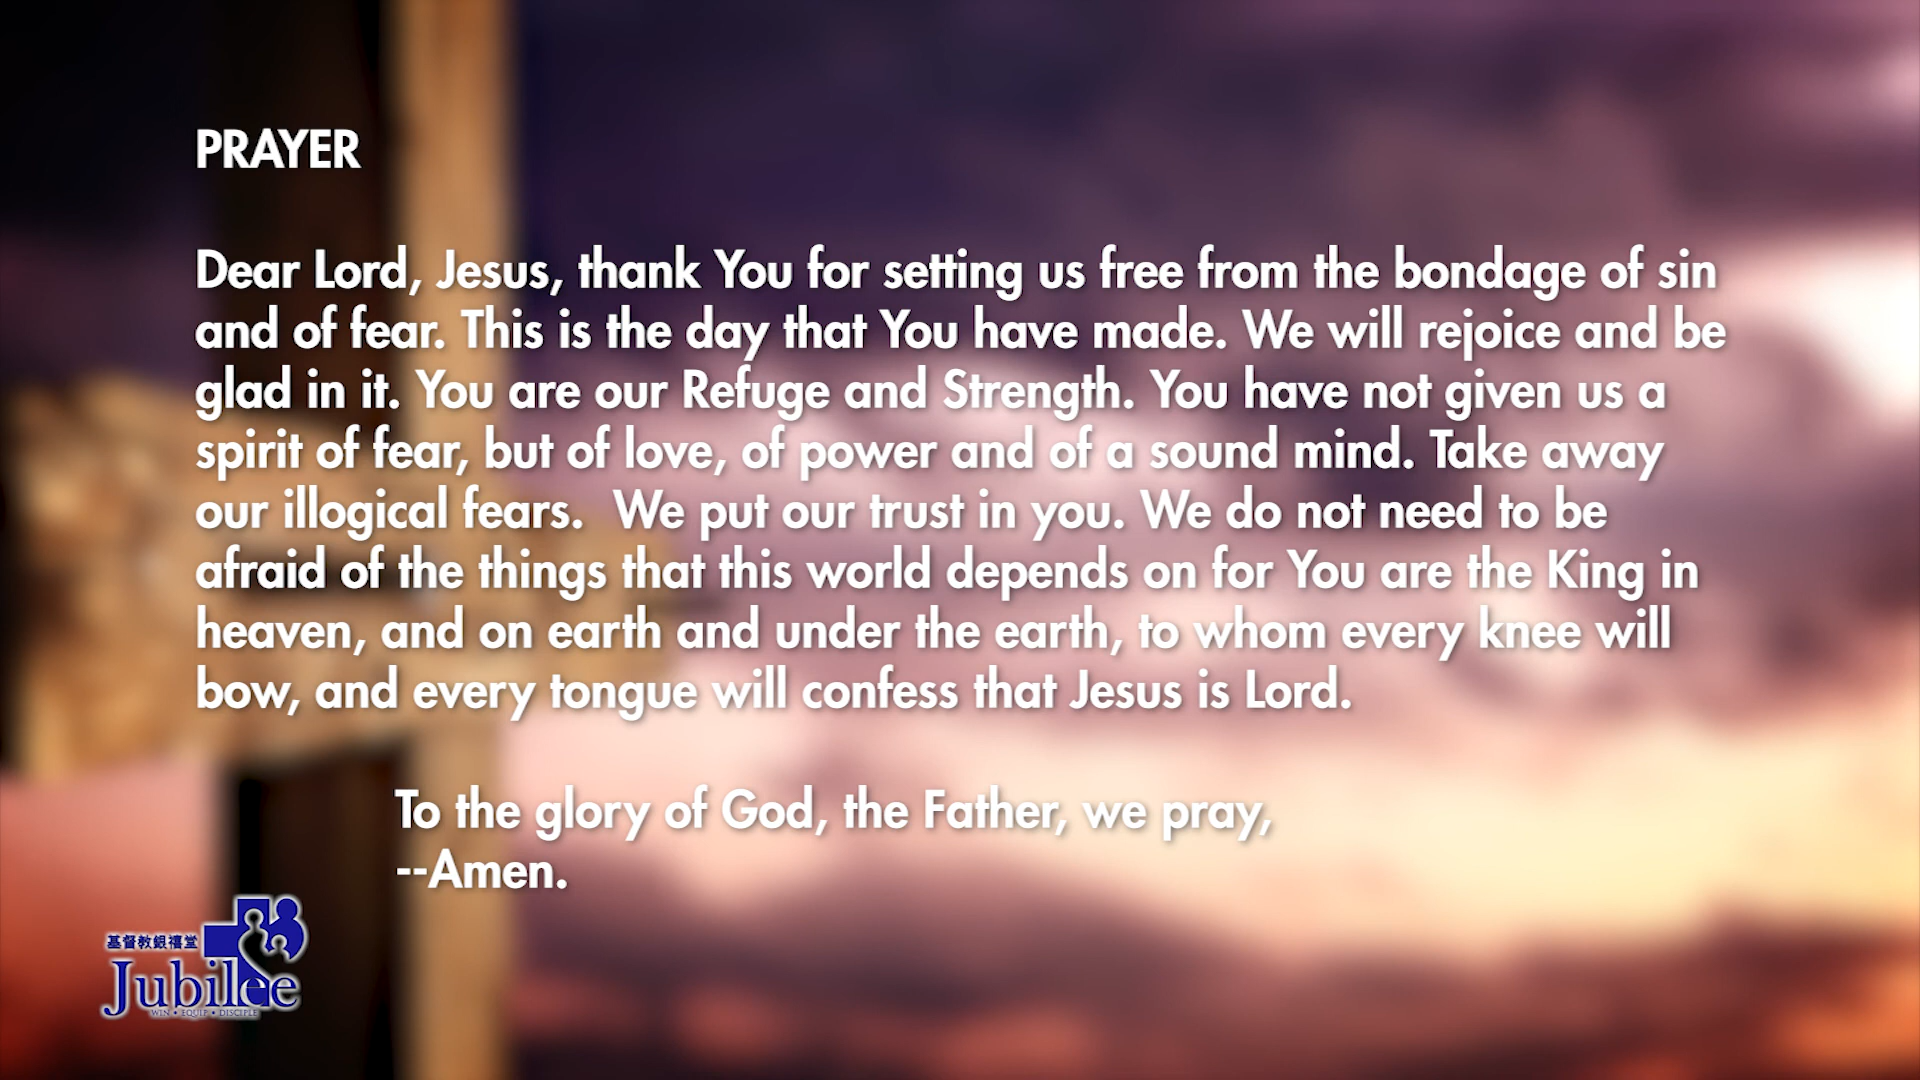 PRAYER
Dear Lord, Jesus, thank You for setting us free from the bondage of sin
and of fear. This is the day that You have made. We will rejoice and be
glad in it. You are our Refuge and Strength. You have not given us a
spirit of fear, but of love, of power and of a sound mind. Take away
our illogical fears.  We put our trust in you. We do not need to be
afraid of the things that this world depends on for You are the King in
heaven, and on earth and under the earth, to whom every knee will
bow, and every tongue will confess that Jesus is Lord.
To the glory of God, the Father, we pray,
--Amen.
基督教銀禧堂
Jubilee
WIN • EQUIP • DISCIPLE